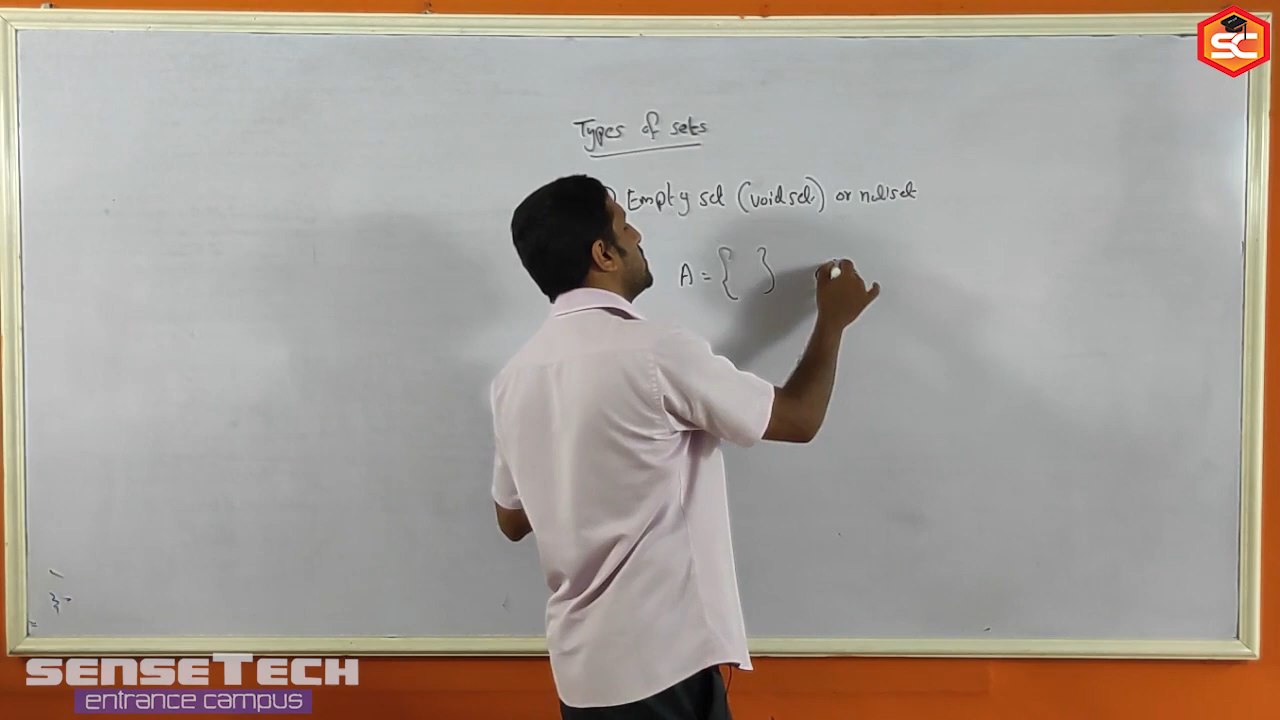 SC
Types of sets
) Empty set (void set) or null set
A = { }
SENSETECH
entrance campus